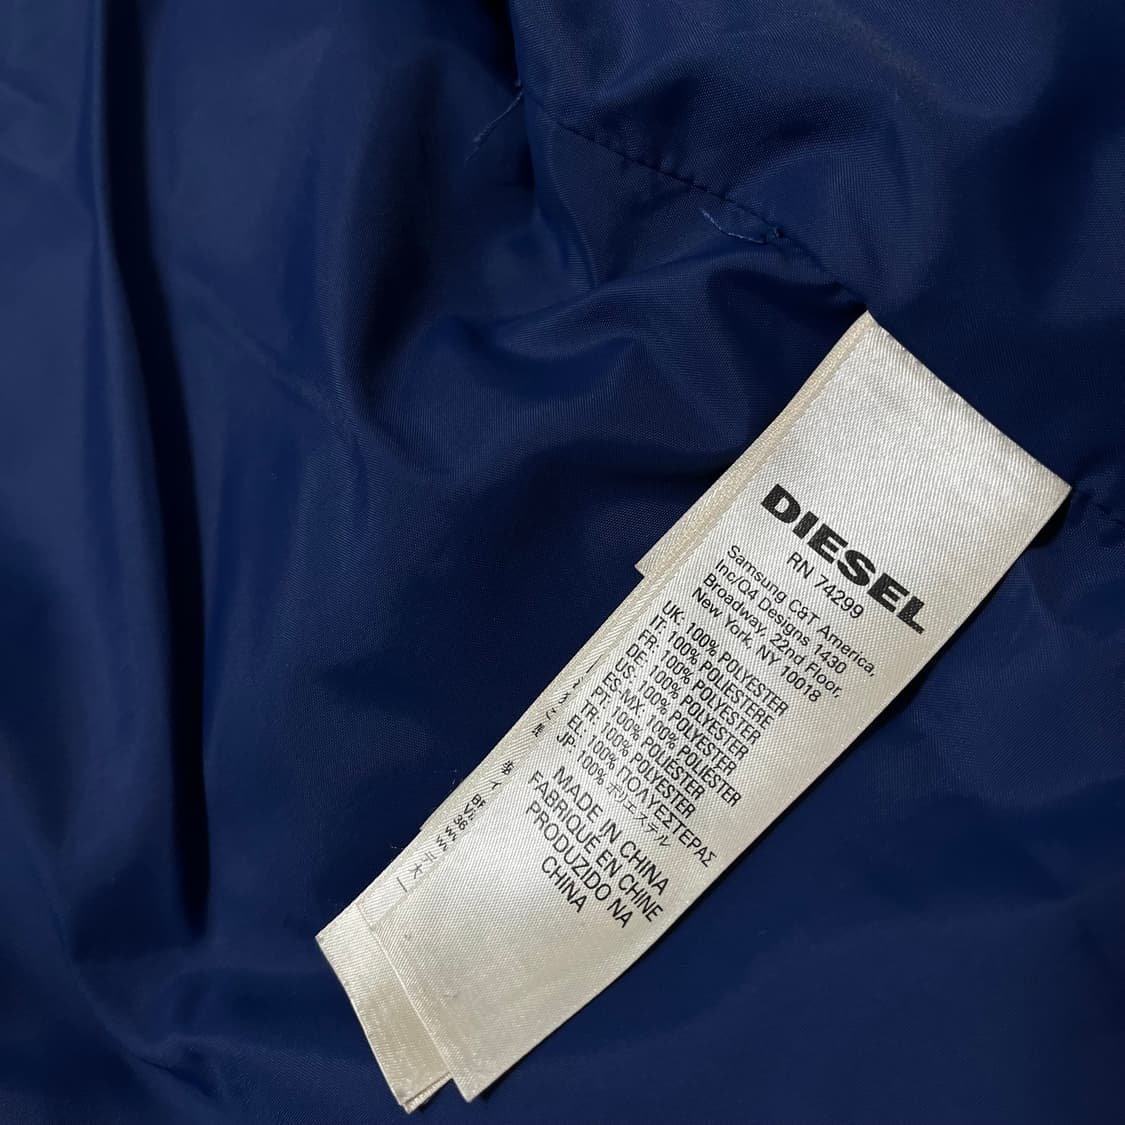 DIESEL
RN 74299
Samsung C&T America,
Inc/Q4 Designs 1430
Broadway, 22nd Floor,
New York, NY 10018
UK: 100% POLYESTER
IT: 100% POLIESTERE
FR: 100% POLYESTER
DE: 100% POLYESTER
US: 100% POLYESTER
ES-MX: 100% POLIÉSTER
PT: 100% POLIÉSTER
TR: 100% POLYESTER
EL: 100% ΠΟΛΥΕΣΤΕΡΑΣ
JP: 100% ポリエステル
MADE IN CHINA
FABRIQUÉ EN CHINE
PRODUZIDO NA
CHINA
36